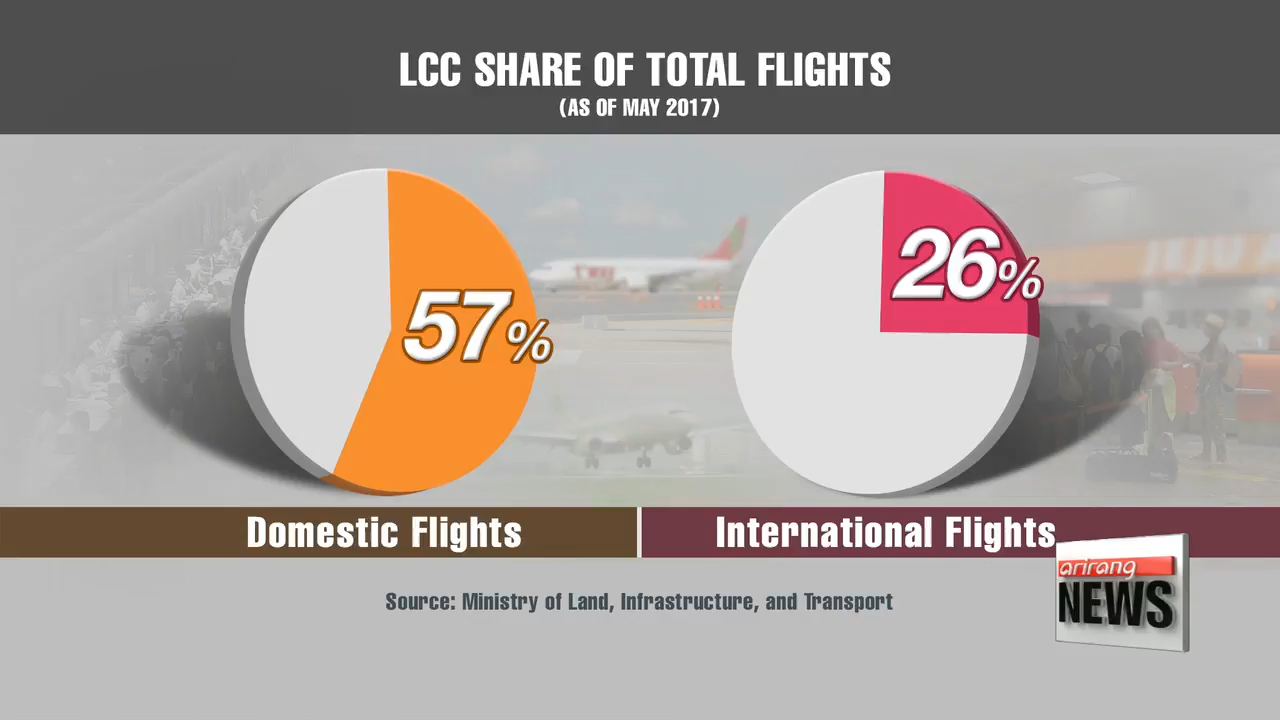 LCC SHARE OF TOTAL FLIGHTS
(AS OF MAY 2017)
57%
26%
Domestic Flights
International Flights
Source: Ministry of Land, Infrastructure, and Transport
arirang
NEWS